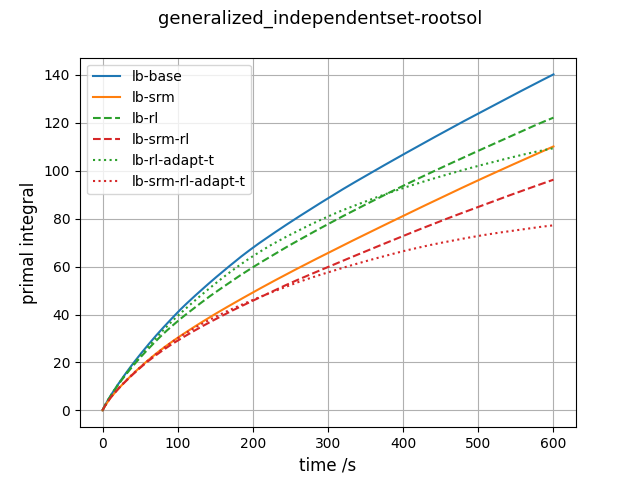 generalized_independentset-rootsol
lb-base
lb-srm
lb-rl
lb-srm-rl
lb-rl-adapt-t
lb-srm-rl-adapt-t
primal integral
140
120
100
80
60
40
20
0
0 100 200 300 400 500 600
time /s